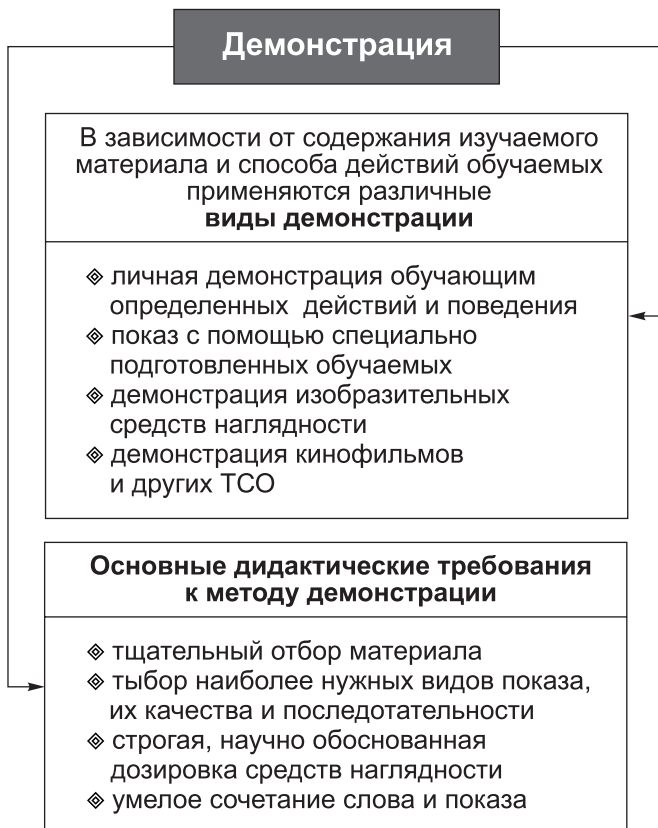 Демонстрация
В зависимости от содержания изучаемого
материала и способа действий обучаемых
применяются различные
виды демонстрации
личная демонстрация обучающим
определенных действий и поведения
показ с помощью специально
подготовленных обучаемых
демонстрация изобразительных
средств наглядности
демонстрация кинофильмов
и других ТСО
Основные дидактические требования
к методу демонстрации
тщательный отбор материала
тыбор наиболее нужных видов показа,
их качества и последотательности
строгая, научно обоснованная
дозировка средств наглядности
умелое сочетание слова и показа